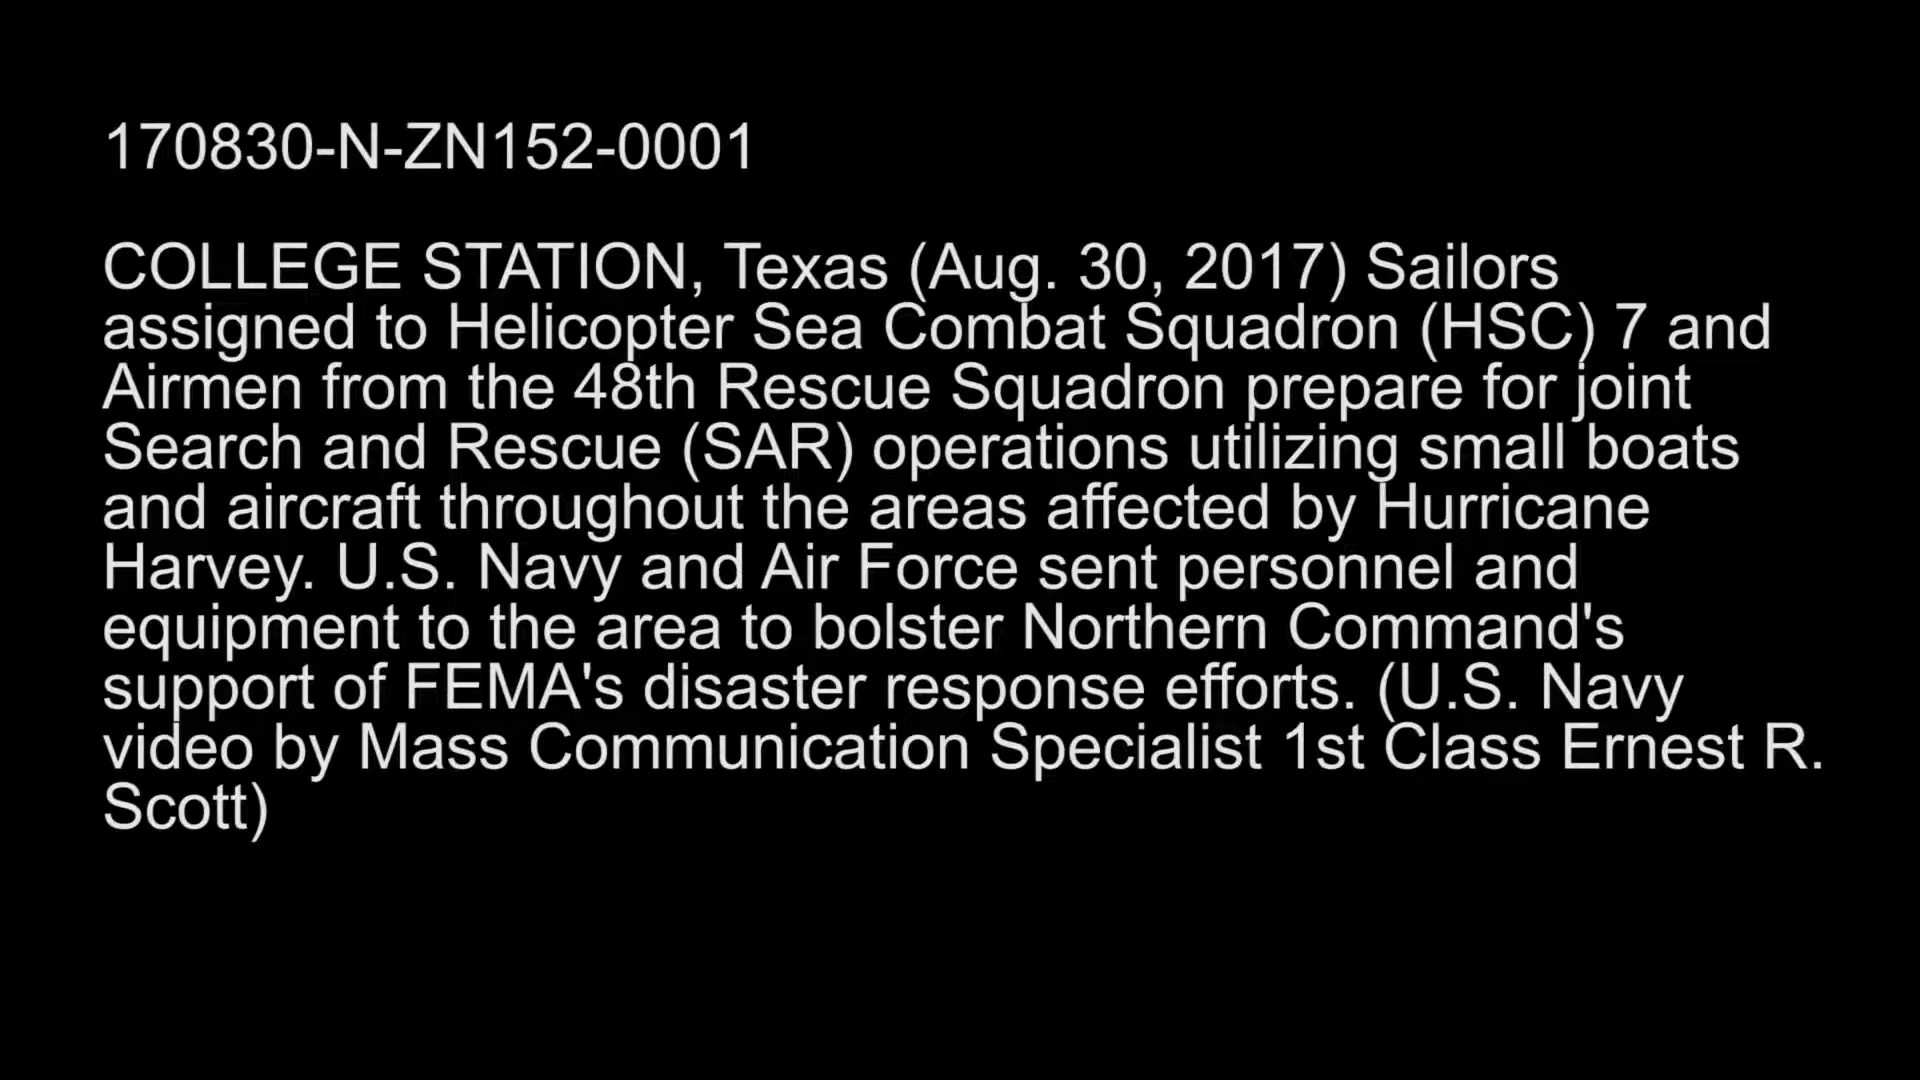 170830-N-ZN152-0001
COLLEGE STATION, Texas (Aug. 30, 2017) Sailors
assigned to Helicopter Sea Combat Squadron (HSC) 7 and
Airmen from the 48th Rescue Squadron prepare for joint
Search and Rescue (SAR) operations utilizing small boats
and aircraft throughout the areas affected by Hurricane
Harvey. U.S. Navy and Air Force sent personnel and
equipment to the area to bolster Northern Command's
support of FEMA's disaster response efforts. (U.S. Navy
video by Mass Communication Specialist 1st Class Ernest R.
Scott)